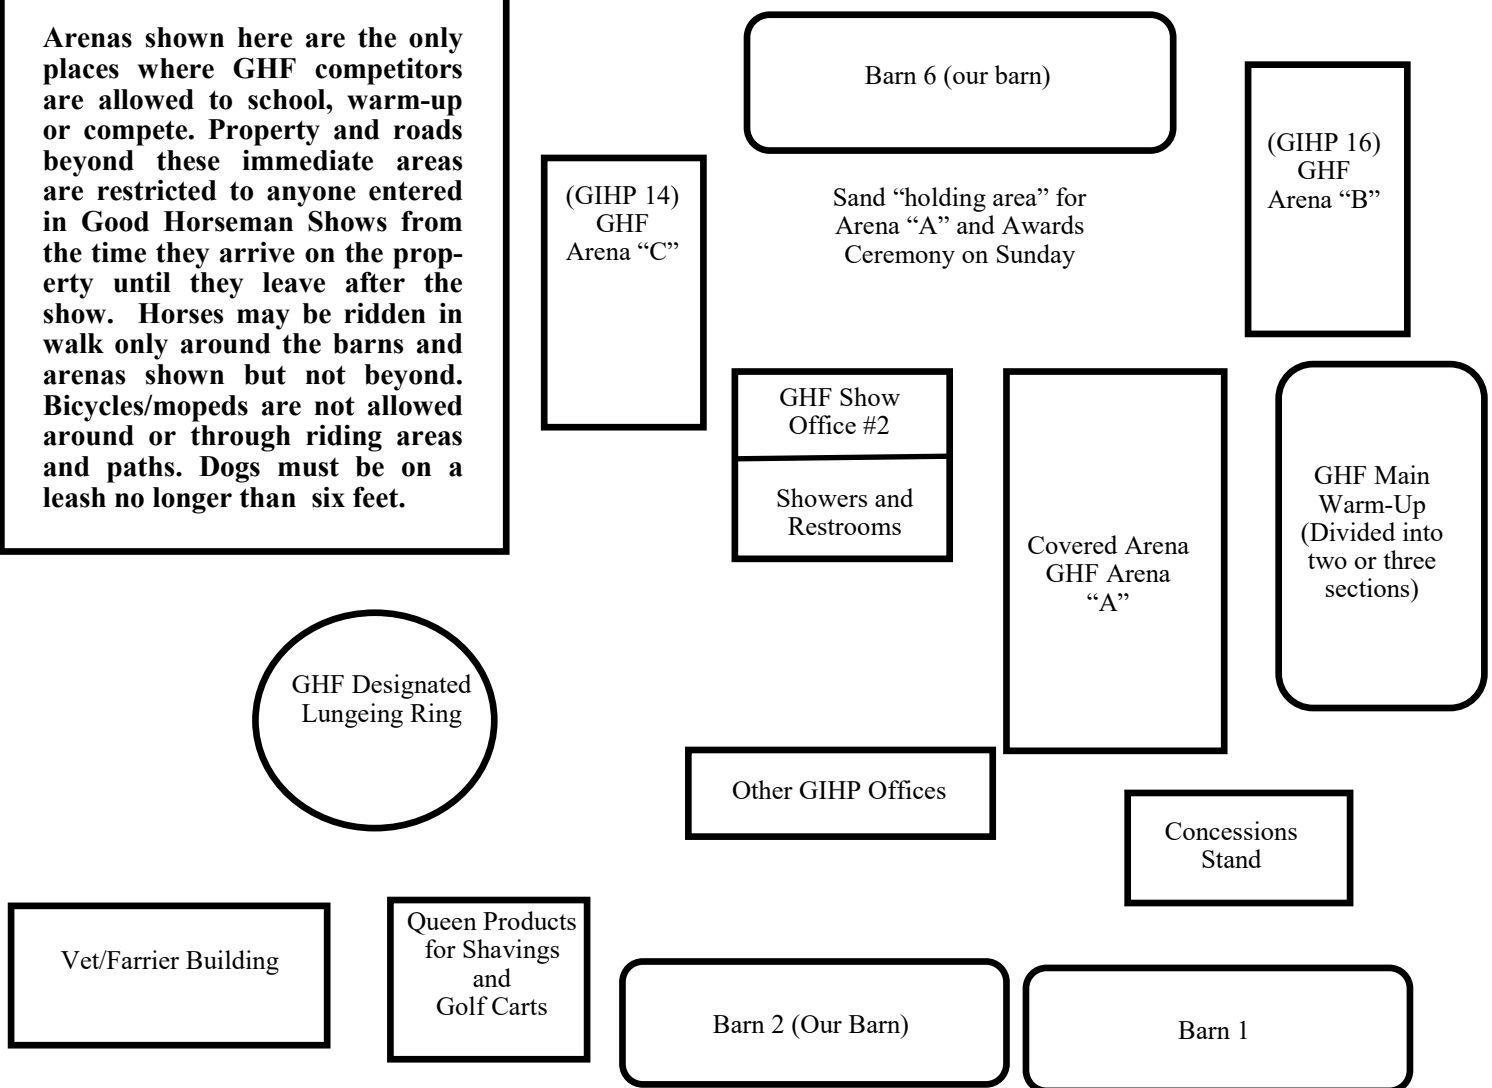 Arenas shown here are the only
places where GHF competitors
are allowed to school, warm-up
or compete. Property and roads
beyond these immediate areas
are restricted to anyone entered
in Good Horseman Shows from
the time they arrive on the prop-
erty until they leave after the
show. Horses may be ridden in
walk only around the barns and
arenas shown but not beyond.
Bicycles/mopeds are not allowed
around or through riding areas
and paths. Dogs must be on a
leash no longer than six feet.
Barn 6 (our barn)
(GIHP 16)
GHF
Arena “B”
(GIHP 14)
GHF
Arena “C”
Sand “holding area” for
Arena “A” and Awards
Ceremony on Sunday
GHF Show
Office #2
Showers and
Restrooms
Covered Arena
GHF Arena
“A”
GHF Main
Warm-Up
(Divided into
two or three
sections)
GHF Designated
Lungeing Ring
Other GIHP Offices
Concessions
Stand
Vet/Farrier Building
Queen Products
for Shavings
and
Golf Carts
Barn 2 (Our Barn)
Barn 1